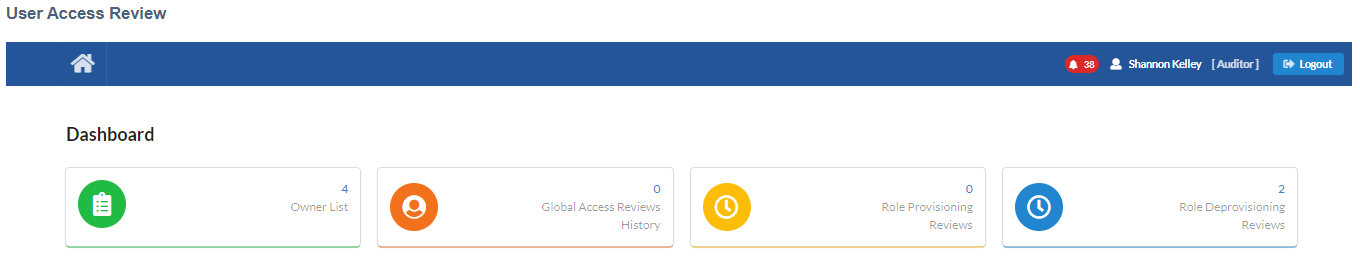 User Access Review
38 Shannon Kelley [ Auditor ] Logout
Dashboard
4
Owner List
0
Global Access Reviews
History
0
Role Provisioning
Reviews
2
Role Deprovisioning
Reviews